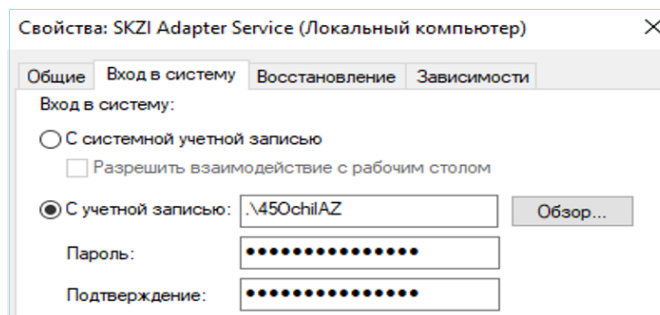 Свойства: SKZI Adapter Service (Локальный компьютер)
Общие Вход в систему Восстановление Зависимости
Вход в систему:
С системной учетной записью
Разрешить взаимодействие с рабочим столом
С учетной записью: .\45OchilAZ Обзор...
Пароль: ●●●●●●●●●●●●●●●
Подтверждение: ●●●●●●●●●●●●●●●